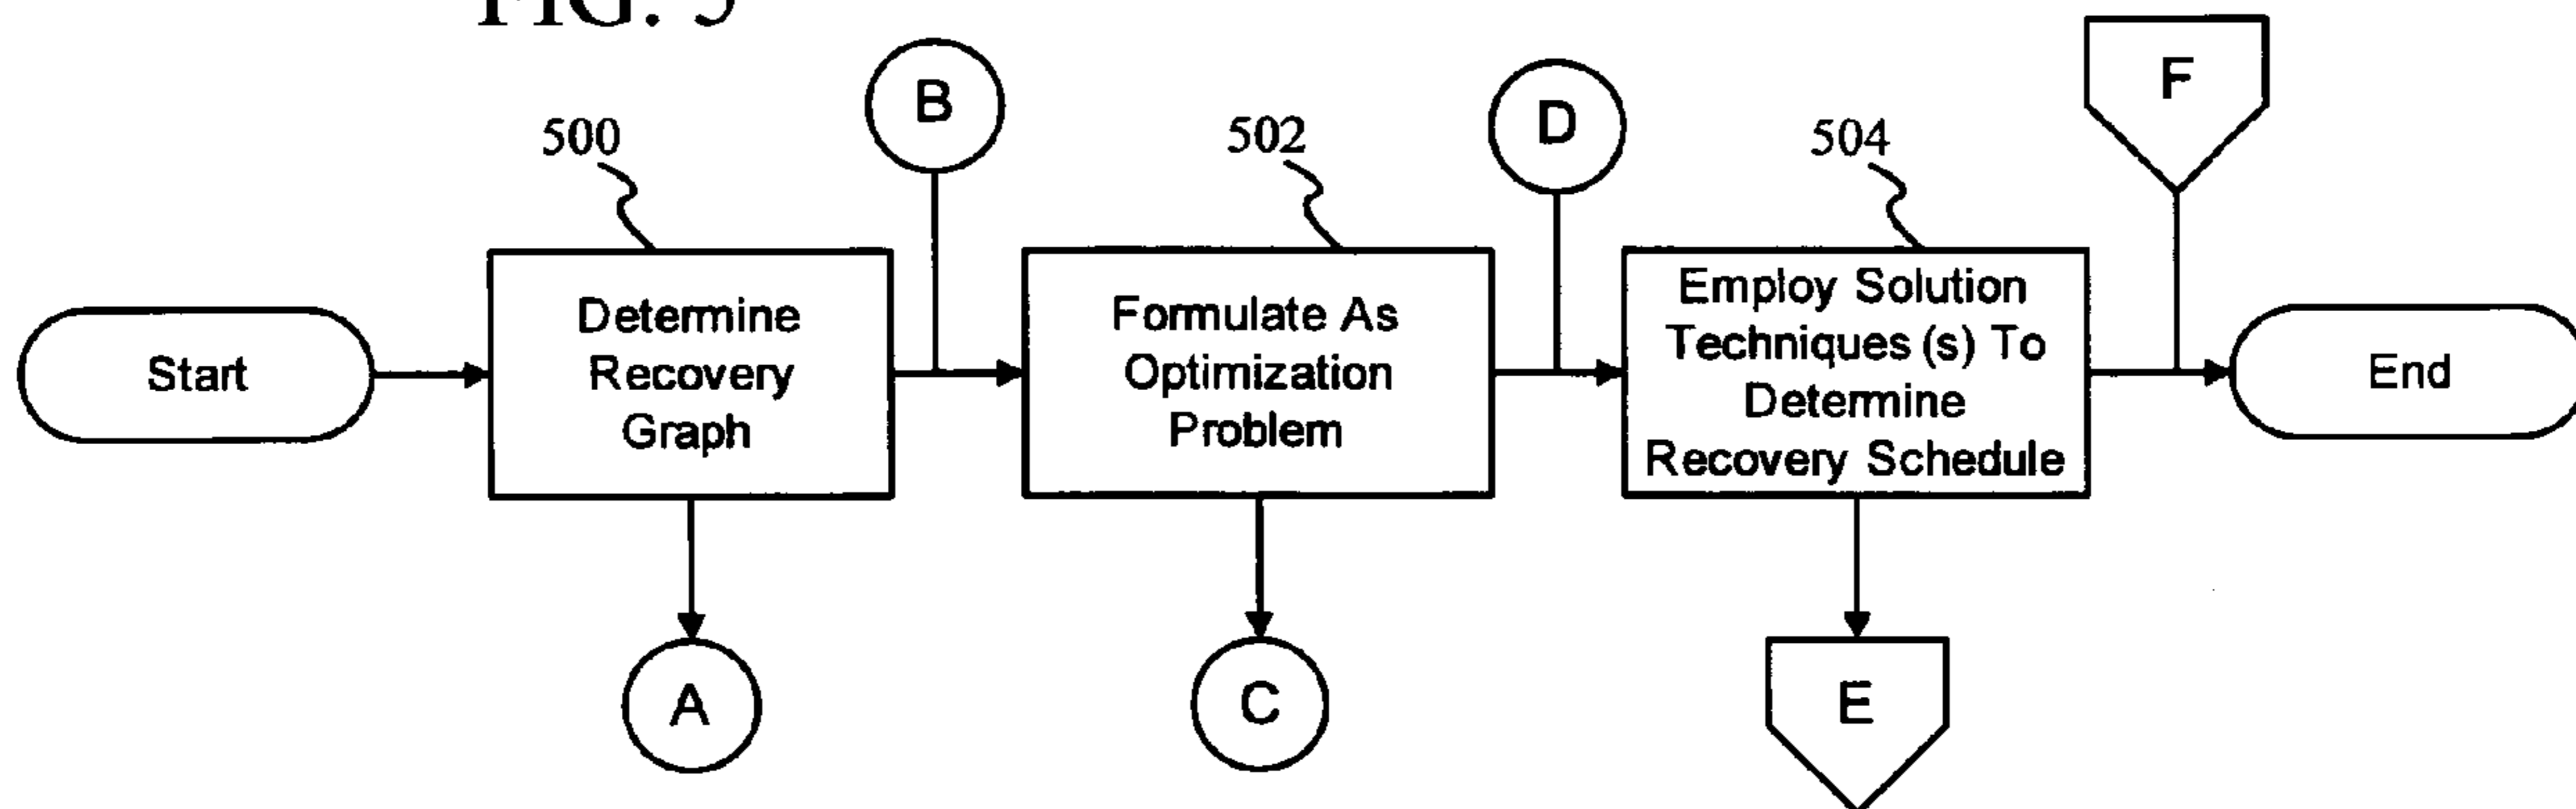 FIG. 5
B
D
F
500
502
504
Start
Determine
Recovery
Graph
Formulate As
Optimization
Problem
Employ Solution
Techniques (s) To
Determine
Recovery Schedule
End
A
C
E